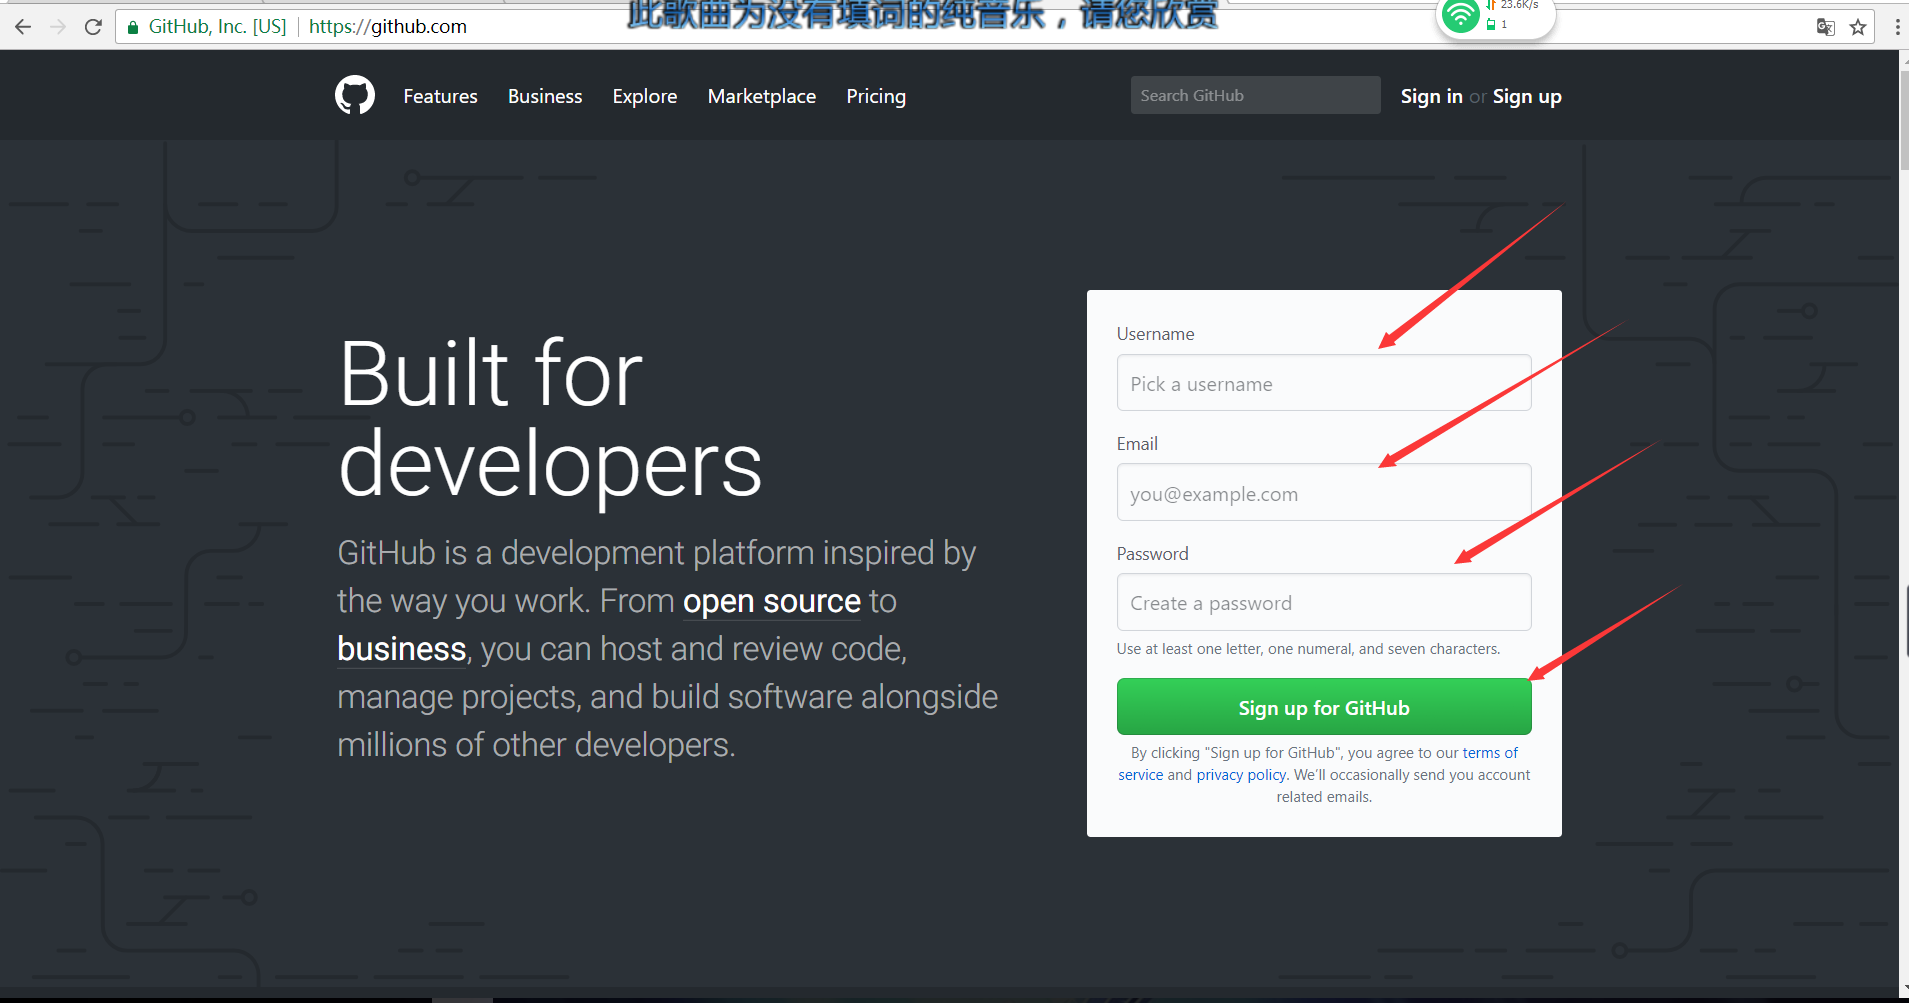 此歌曲为没有填词的纯音乐，请您欣赏
23.6K/s
1
GitHub, Inc. [US]
https://github.com
Features
Business
Explore
Marketplace
Pricing
Search GitHub
Sign in or Sign up
Built for
developers
GitHub is a development platform inspired by
the way you work. From open source to
business, you can host and review code,
manage projects, and build software alongside
millions of other developers.
Username
Pick a username
Email
you@example.com
Password
Create a password
Use at least one letter, one numeral, and seven characters.
Sign up for GitHub
By clicking "Sign up for GitHub", you agree to our terms of
service and privacy policy. We’ll occasionally send you account
related emails.